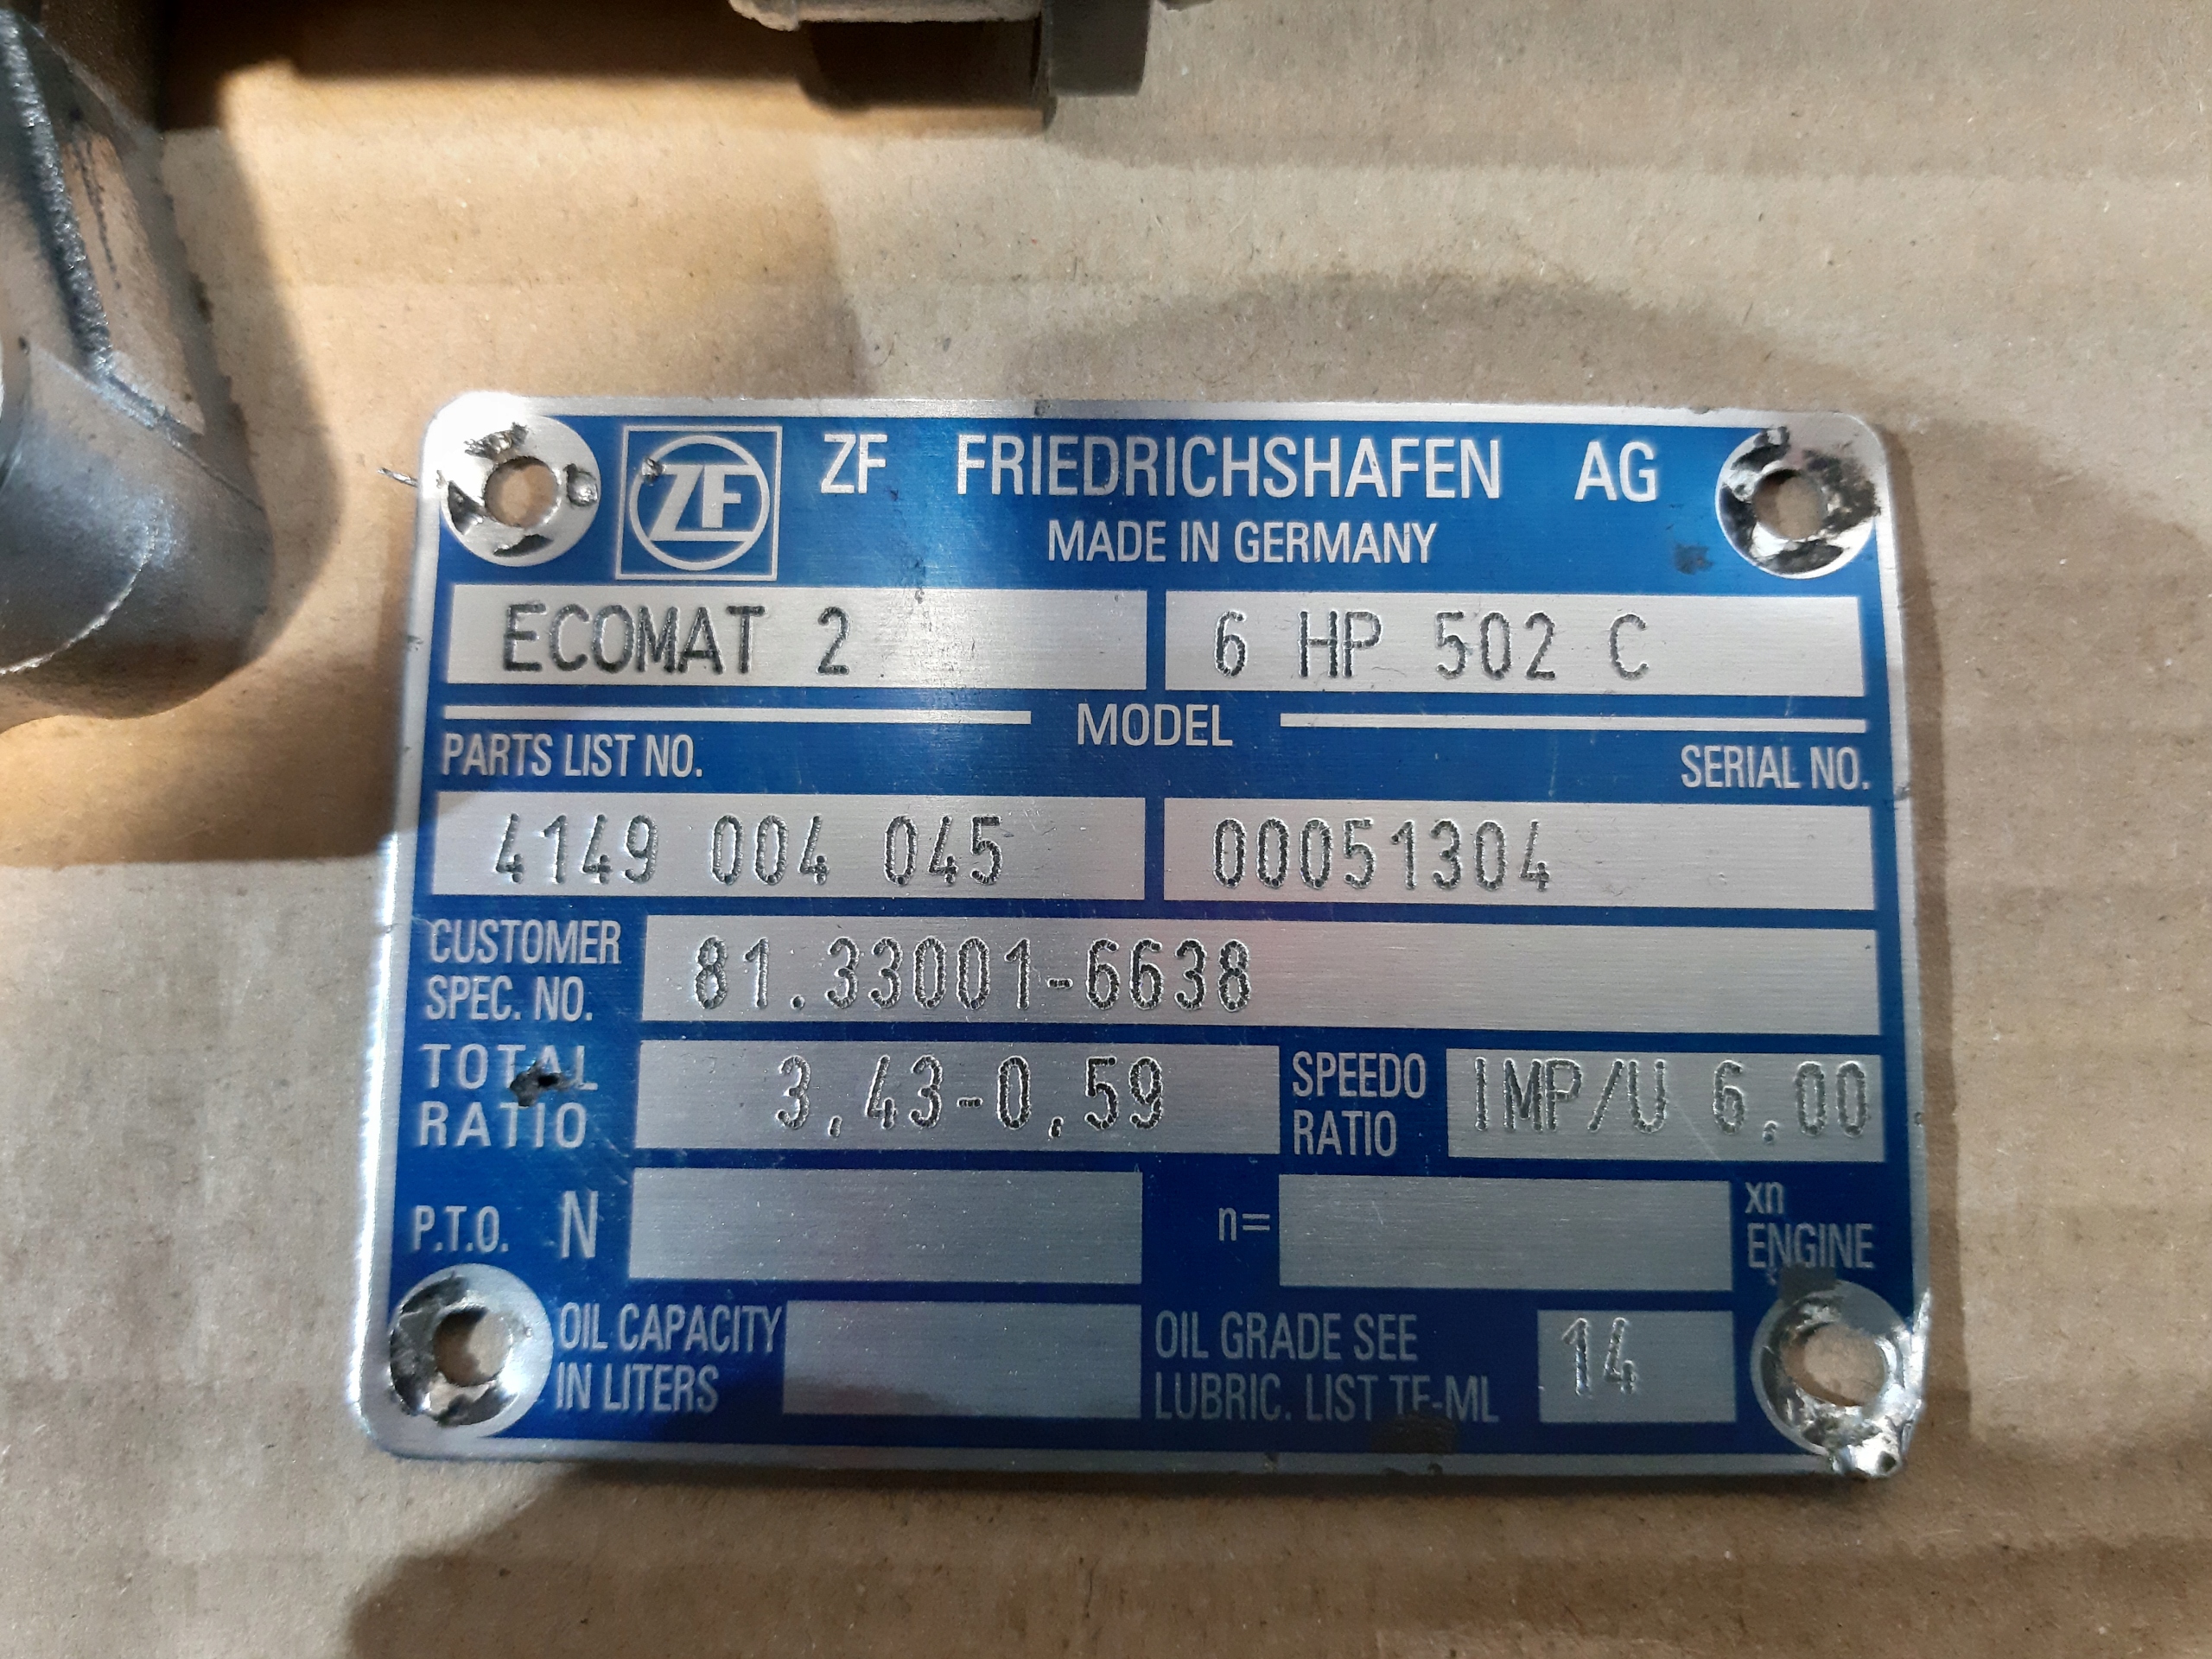 ZF ZF FRIEDRICHSHAFEN AG
MADE IN GERMANY
ECOMAT 2 6 HP 502 C
MODEL
PARTS LIST NO. SERIAL NO.
4149 004 045 00051304
CUSTOMER SPEC. NO. 81.33001-6638
TOTAL RATIO 3,43-0,59 SPEEDO RATIO IMP/U 6,00
P.T.O. N n= xn ENGINE
OIL CAPACITY IN LITERS OIL GRADE SEE LUBRIC. LIST TE-ML 14